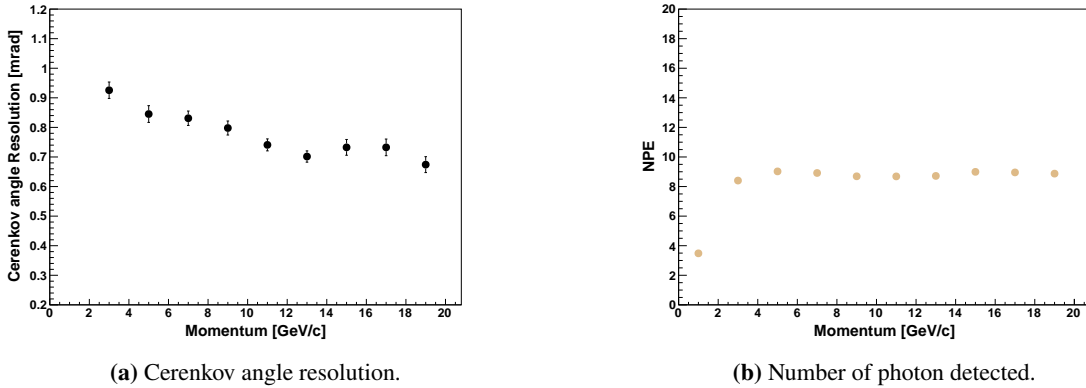 1.2
1.1
1
0.9
0.8
0.7
0.6
0.5
0.4
0.3
0.2
Cerenkov angle Resolution [mrad]
0 2 4 6 8 10 12 14 16 18 20
Momentum [GeV/c]
(a) Cerenkov angle resolution.
20
18
16
14
12
10
8
6
4
2
0
NPE
0 2 4 6 8 10 12 14 16 18 20
Momentum [GeV/c]
(b) Number of photon detected.